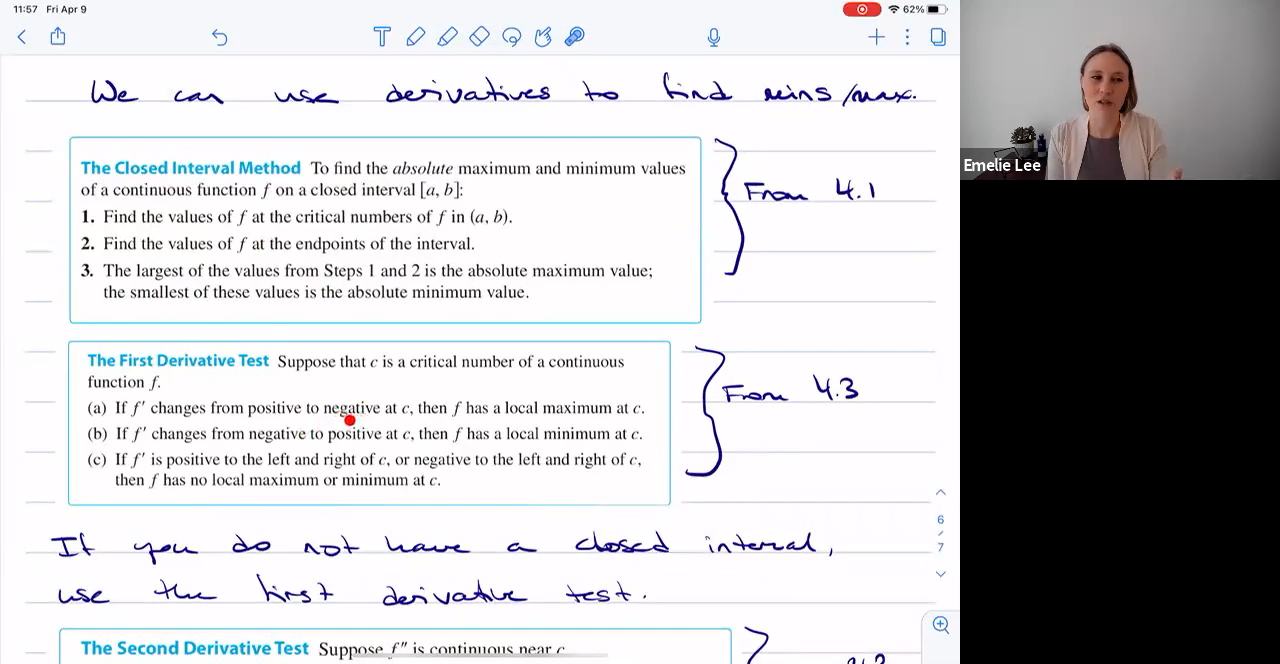 11:57 Fri Apr 9
62%
We can use derivatives to find mins/max.
The Closed Interval Method To find the absolute maximum and minimum values
of a continuous function f on a closed interval [a, b]:
1. Find the values of f at the critical numbers of f in (a, b).
2. Find the values of f at the endpoints of the interval.
3. The largest of the values from Steps 1 and 2 is the absolute maximum value;
the smallest of these values is the absolute minimum value.
From 4.1
Emelie Lee
The First Derivative Test Suppose that c is a critical number of a continuous
function f.
(a) If f′ changes from positive to negative at c, then f has a local maximum at c.
(b) If f′ changes from negative to positive at c, then f has a local minimum at c.
(c) If f′ is positive to the left and right of c, or negative to the left and right of c,
then f has no local maximum or minimum at c.
From 4.3
6
7
If you do not have a closed interval,
use the first derivative test.
The Second Derivative Test Suppose f″ is continuous near c